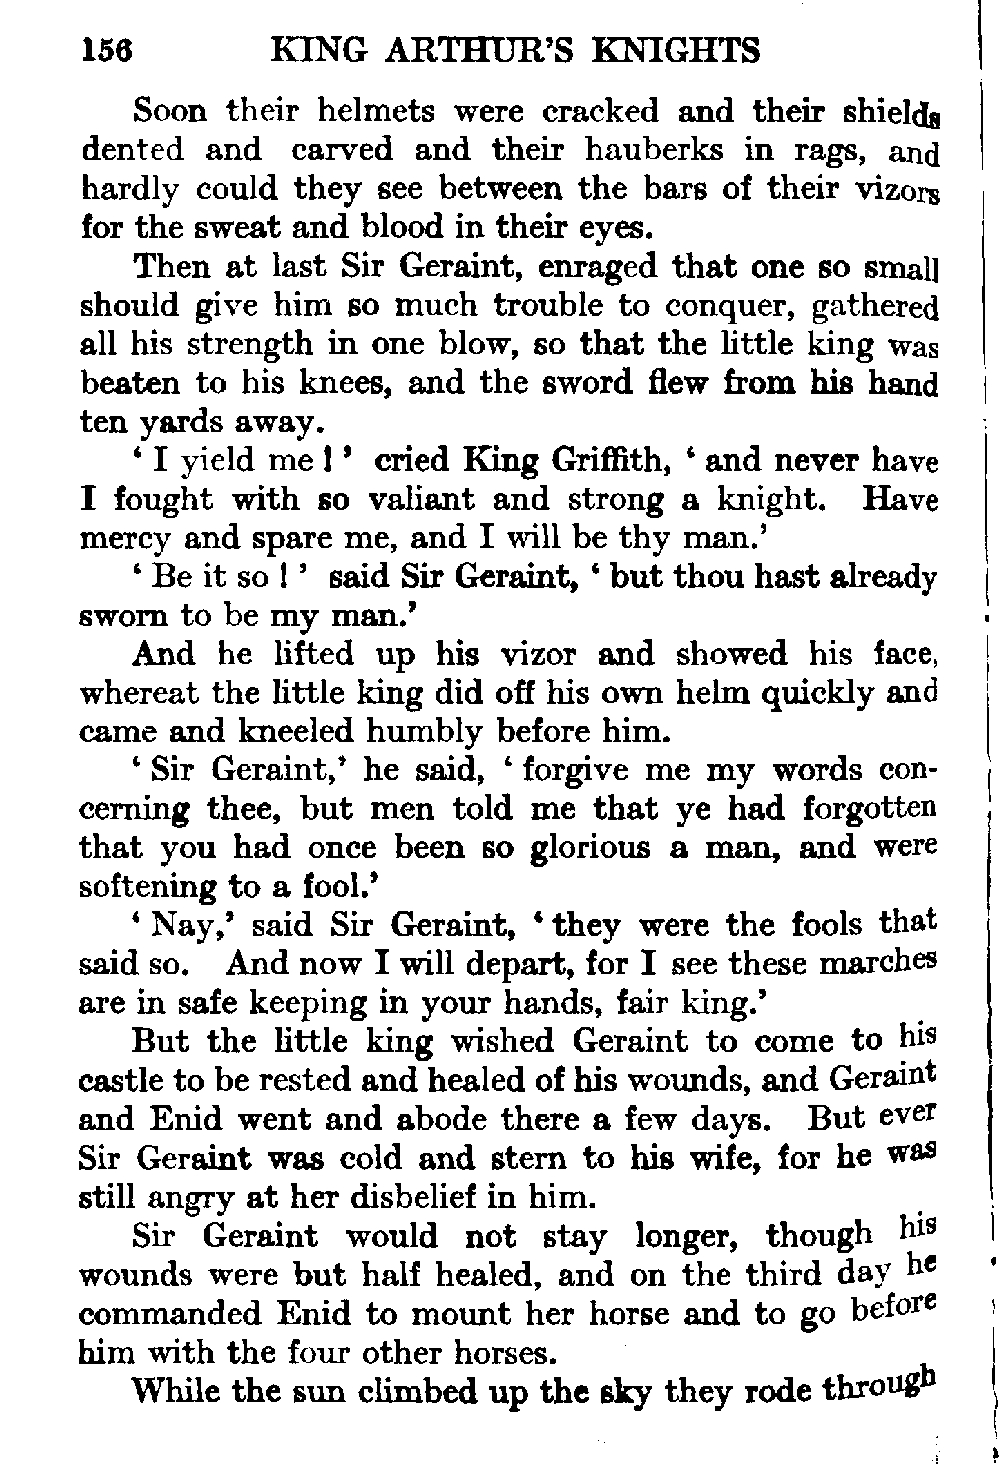 156 KING ARTHUR'S KNIGHTS
Soon their helmets were cracked and their shields
dented and carved and their hauberks in rags, and
hardly could they see between the bars of their vizors
for the sweat and blood in their eyes.
Then at last Sir Geraint, enraged that one so small
should give him so much trouble to conquer, gathered
all his strength in one blow, so that the little king was
beaten to his knees, and the sword flew from his hand
ten yards away.
‘ I yield me ! ’ cried King Griffith, ‘ and never have
I fought with so valiant and strong a knight. Have
mercy and spare me, and I will be thy man.’
‘ Be it so ! ’ said Sir Geraint, ‘ but thou hast already
sworn to be my man.’
And he lifted up his vizor and showed his face,
whereat the little king did off his own helm quickly and
came and kneeled humbly before him.
‘ Sir Geraint,’ he said, ‘ forgive me my words con-
cerning thee, but men told me that ye had forgotten
that you had once been so glorious a man, and were
softening to a fool.’
‘ Nay,’ said Sir Geraint, ‘ they were the fools that
said so. And now I will depart, for I see these marches
are in safe keeping in your hands, fair king.’
But the little king wished Geraint to come to his
castle to be rested and healed of his wounds, and Geraint
and Enid went and abode there a few days. But ever
Sir Geraint was cold and stern to his wife, for he was
still angry at her disbelief in him.
Sir Geraint would not stay longer, though his
wounds were but half healed, and on the third day he
commanded Enid to mount her horse and to go before
him with the four other horses.
While the sun climbed up the sky they rode through